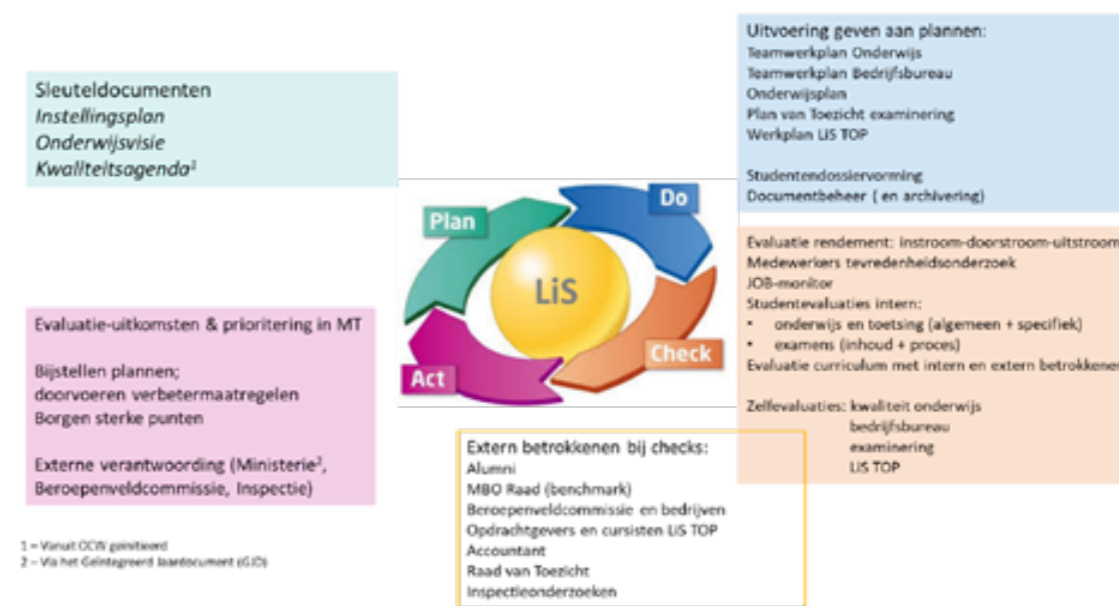 Sleuteldocumenten
Instellingsplan
Onderwijsvisie
Kwaliteitsagenda¹
Uitvoering geven aan plannen:
Teamwerkplan Onderwijs
Teamwerkplan Bedrijfsbureau
Onderwijsplan
Plan van Toezicht examinering
Werkplan LiS TOP
Studentendossiervorming
Documentbeheer ( en archivering)
Plan
Do
LiS
Act
Check
Evaluatie rendement: instroom-doorstroom-uitstroom
Medewerkers tevredenheidsonderzoek
JOB-monitor
Studentevaluaties intern:
• onderwijs en toetsing (algemeen + specifiek)
• examens (inhoud + proces)
Evaluatie curriculum met intern en extern betrokkenen
Zelfevaluaties: kwaliteit onderwijs
bedrijfsbureau
examinering
LiS TOP
Evaluatie-uitkomsten & prioritering in MT
Bijstellen plannen;
doorvoeren verbetermaatregelen
Borgen sterke punten
Externe verantwoording (Ministerie²,
Beroepenveldcommissie, Inspectie)
Extern betrokkenen bij checks:
Alumni
MBO Raad (benchmark)
Beroepenveldcommissie en bedrijven
Opdrachtgevers en cursisten LiS TOP
Accountant
Raad van Toezicht
Inspectieonderzoeken
1 – Vanuit OCW geïnitieerd
2 – Via het Geïntegreerd Jaardocument (GJD)